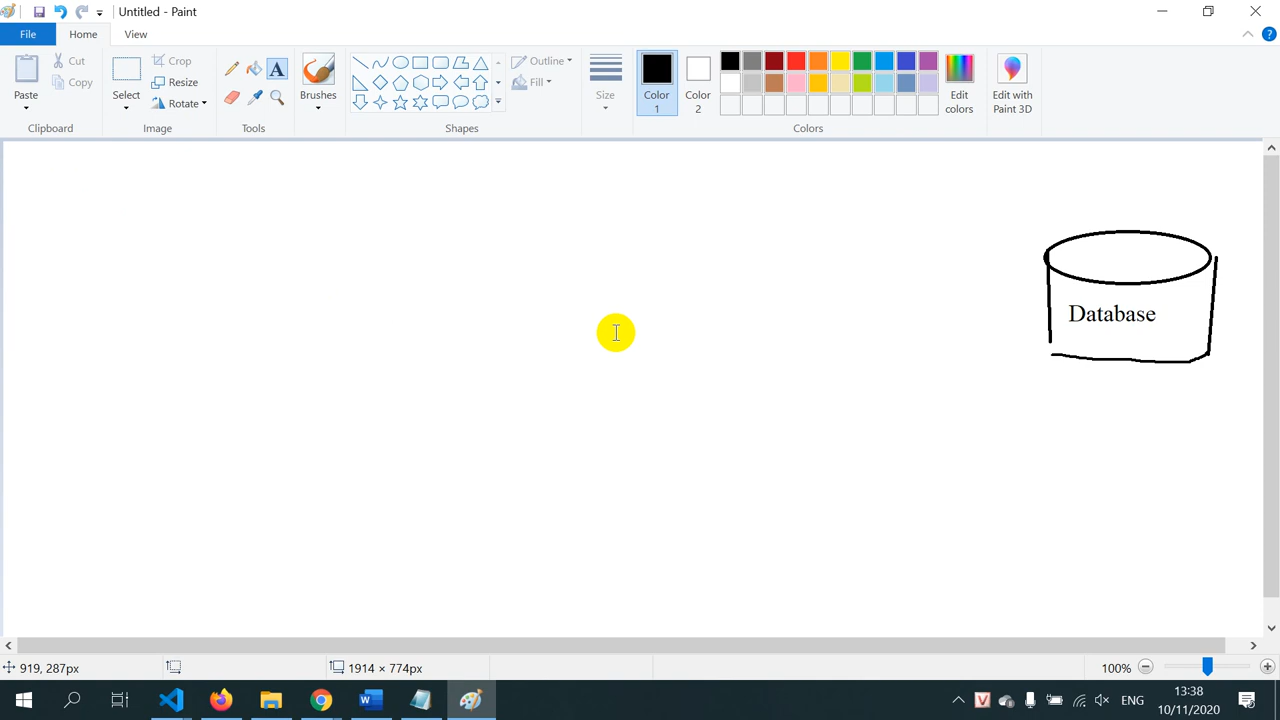 Untitled - Paint
File
Home
View
Paste
Cut
Copy
Clipboard
Select
Crop
Resize
Rotate
Image
A
Tools
Brushes
Shapes
Outline
Fill
Size
Color
1
Color
2
Edit
colors
Colors
Edit with
Paint 3D
?
Database
919, 287px
1914 × 774px
100%
W
V
ENG
13:38
10/11/2020